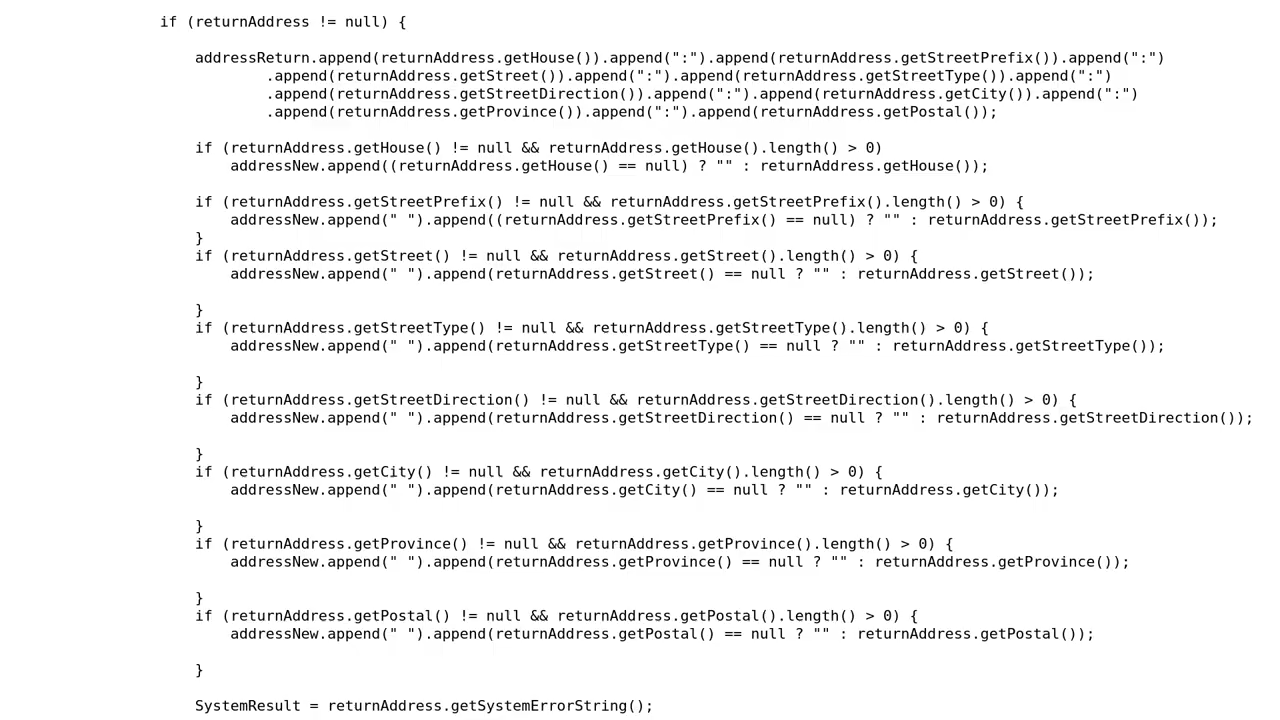 if (returnAddress != null) {
addressReturn.append(returnAddress.getHouse()).append(":").append(returnAddress.getStreetPrefix()).append(":")
.append(returnAddress.getStreet()).append(":").append(returnAddress.getStreetType()).append(":")
.append(returnAddress.getStreetDirection()).append(":").append(returnAddress.getCity()).append(":")
.append(returnAddress.getProvince()).append(":").append(returnAddress.getPostal());
if (returnAddress.getHouse() != null && returnAddress.getHouse().length() > 0)
addressNew.append((returnAddress.getHouse() == null) ? "" : returnAddress.getHouse());
if (returnAddress.getStreetPrefix() != null && returnAddress.getStreetPrefix().length() > 0) {
addressNew.append(" ").append((returnAddress.getStreetPrefix() == null) ? "" : returnAddress.getStreetPrefix());
}
if (returnAddress.getStreet() != null && returnAddress.getStreet().length() > 0) {
addressNew.append(" ").append(returnAddress.getStreet() == null ? "" : returnAddress.getStreet());
}
if (returnAddress.getStreetType() != null && returnAddress.getStreetType().length() > 0) {
addressNew.append(" ").append(returnAddress.getStreetType() == null ? "" : returnAddress.getStreetType());
}
if (returnAddress.getStreetDirection() != null && returnAddress.getStreetDirection().length() > 0) {
addressNew.append(" ").append(returnAddress.getStreetDirection() == null ? "" : returnAddress.getStreetDirection());
}
if (returnAddress.getCity() != null && returnAddress.getCity().length() > 0) {
addressNew.append(" ").append(returnAddress.getCity() == null ? "" : returnAddress.getCity());
}
if (returnAddress.getProvince() != null && returnAddress.getProvince().length() > 0) {
addressNew.append(" ").append(returnAddress.getProvince() == null ? "" : returnAddress.getProvince());
}
if (returnAddress.getPostal() != null && returnAddress.getPostal().length() > 0) {
addressNew.append(" ").append(returnAddress.getPostal() == null ? "" : returnAddress.getPostal());
}
SystemResult = returnAddress.getSystemErrorString();